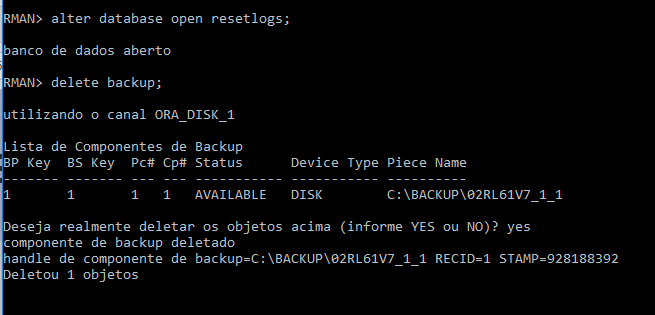 RMAN> alter database open resetlogs;
banco de dados aberto
RMAN> delete backup;
utilizando o canal ORA_DISK_1
Lista de Componentes de Backup
BP Key  BS Key  Pc# Cp# Status      Device Type Piece Name
------- ------- --- --- ----------- ----------- ----------
1       1       1   1   AVAILABLE   DISK        C:\BACKUP\02RL61V7_1_1
Deseja realmente deletar os objetos acima (informe YES ou NO)? yes
componente de backup deletado
handle de componente de backup=C:\BACKUP\02RL61V7_1_1 RECID=1 STAMP=928188392
Deletou 1 objetos